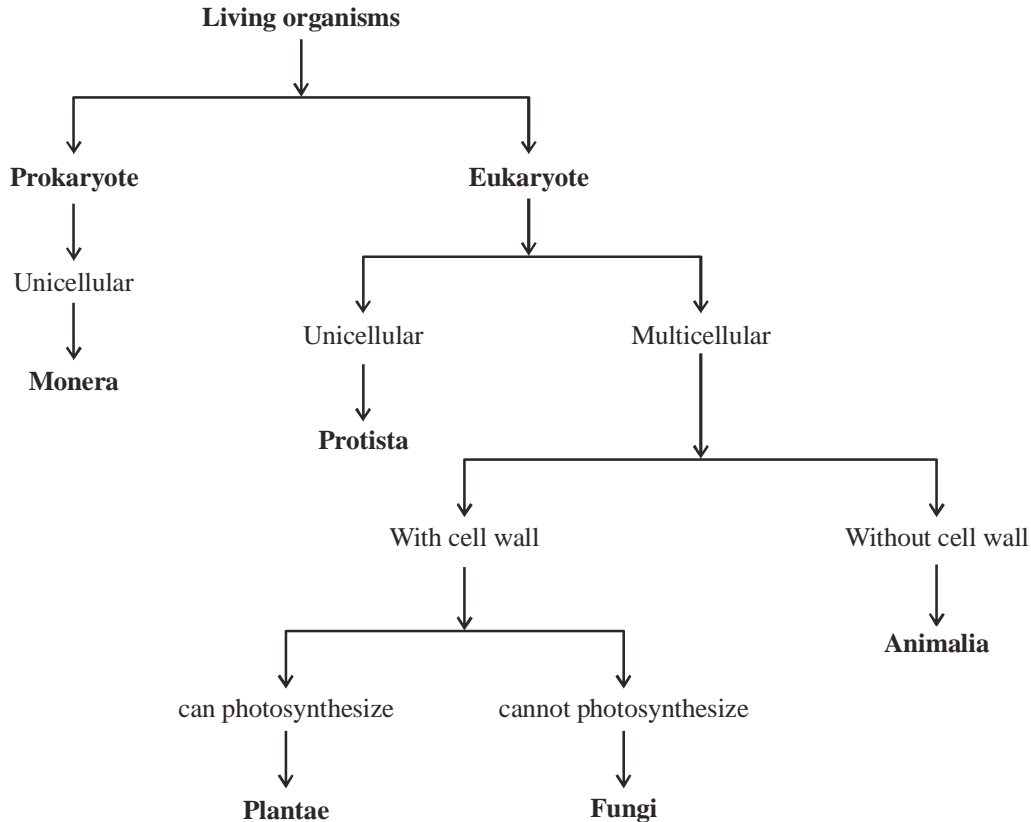 Living organisms
Prokaryote
Eukaryote
Unicellular
Unicellular
Multicellular
Monera
Protista
With cell wall
Without cell wall
Animalia
can photosynthesize
cannot photosynthesize
Plantae
Fungi